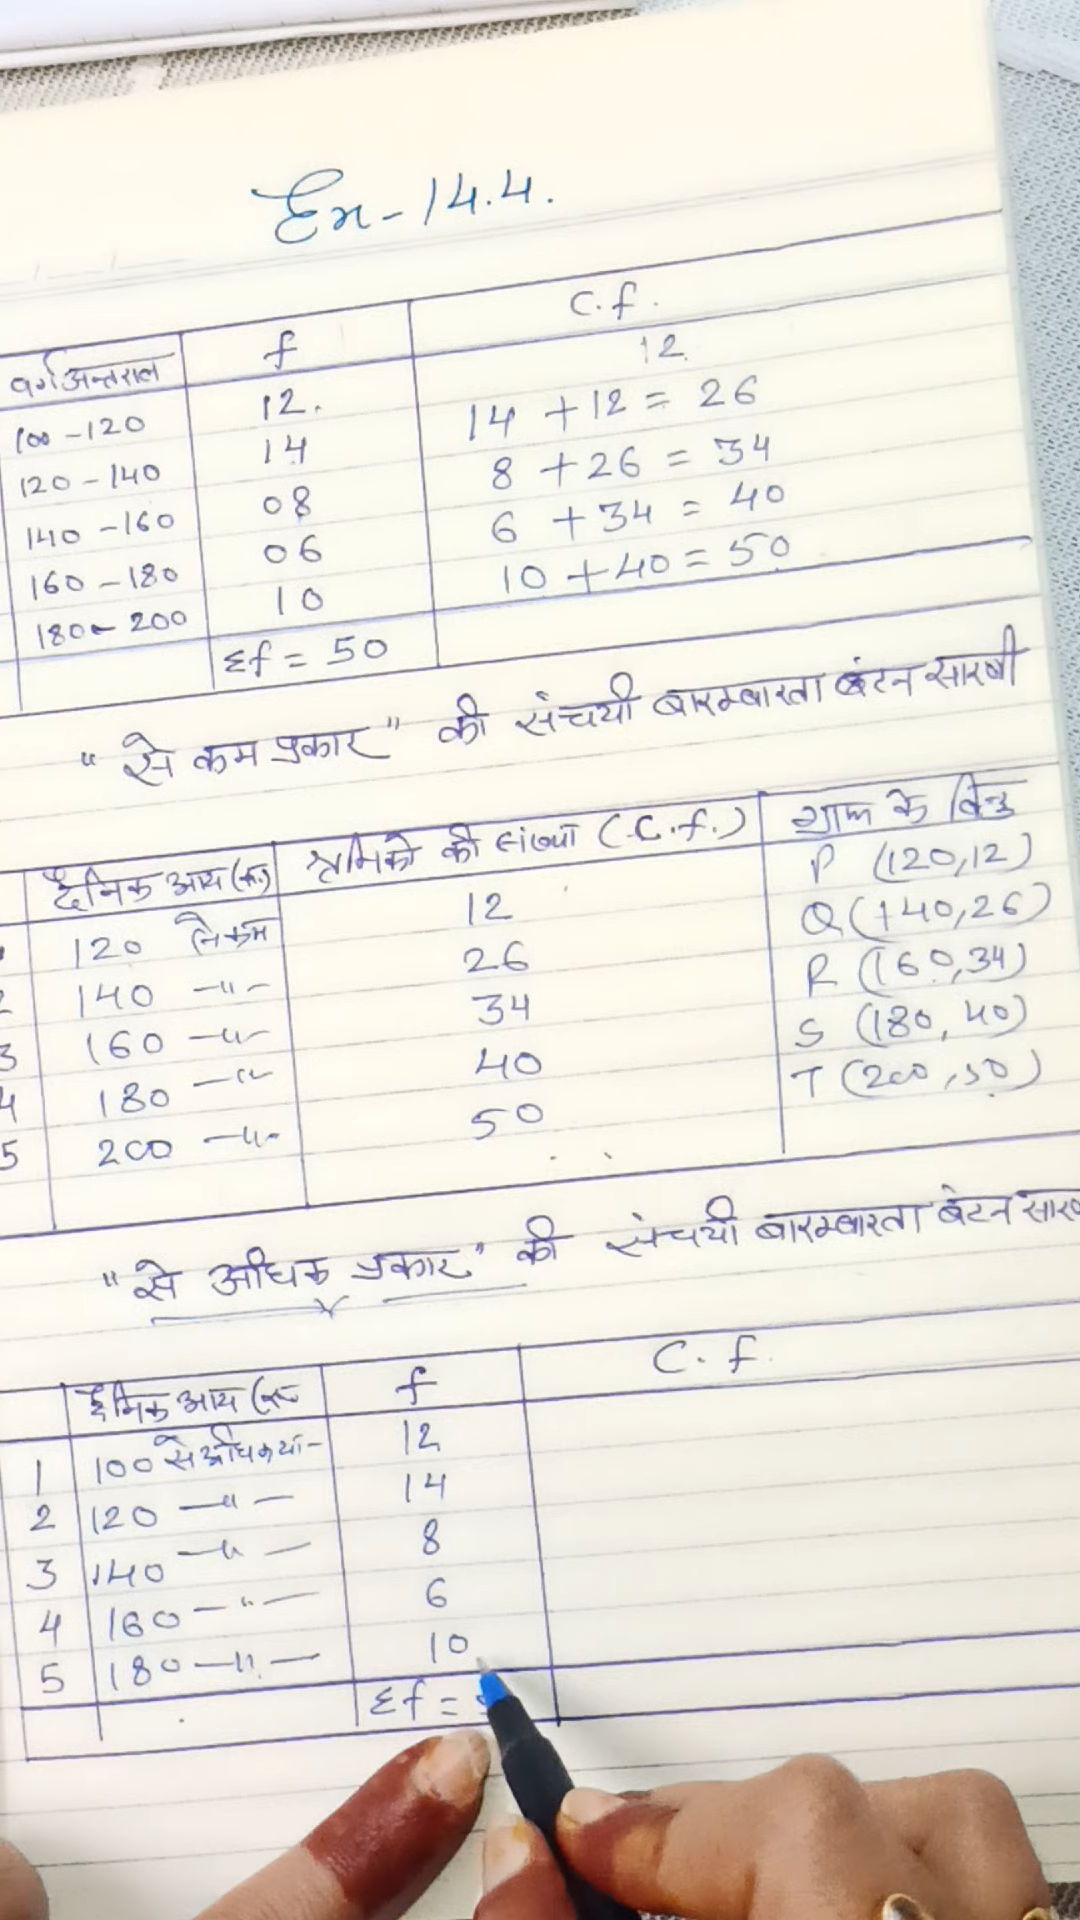 Ex-14.4.
वर्ग अन्तराल f C.f.
100-120 12. 12
120-140 14 14 + 12 = 26
140-160 08 8 + 26 = 34
160-180 06 6 + 34 = 40
180-200 10 10 + 40 = 50
Σf = 50
"से कम प्रकार" की संचयी बारम्बारता बंटन सारणी
दैनिक आय (रु०) श्रमिको की संख्या (C.f.) ग्राफ के बिन्दु
120 से कम 12 P (120,12)
2 140 -"- 26 Q (140,26)
3 160 -"- 34 R (160,34)
4 180 -"- 40 S (180,40)
5 200 -"- 50 T (200,50)
"से अधिक प्रकार" की संचयी बारम्बारता बंटन सार
दैनिक आय (रु० f C.f.
1 100 से अधिक या- 12
2 120 -"- 14
3 140 -"- 8
4 160 -"- 6
5 180 -"- 10
Σf =